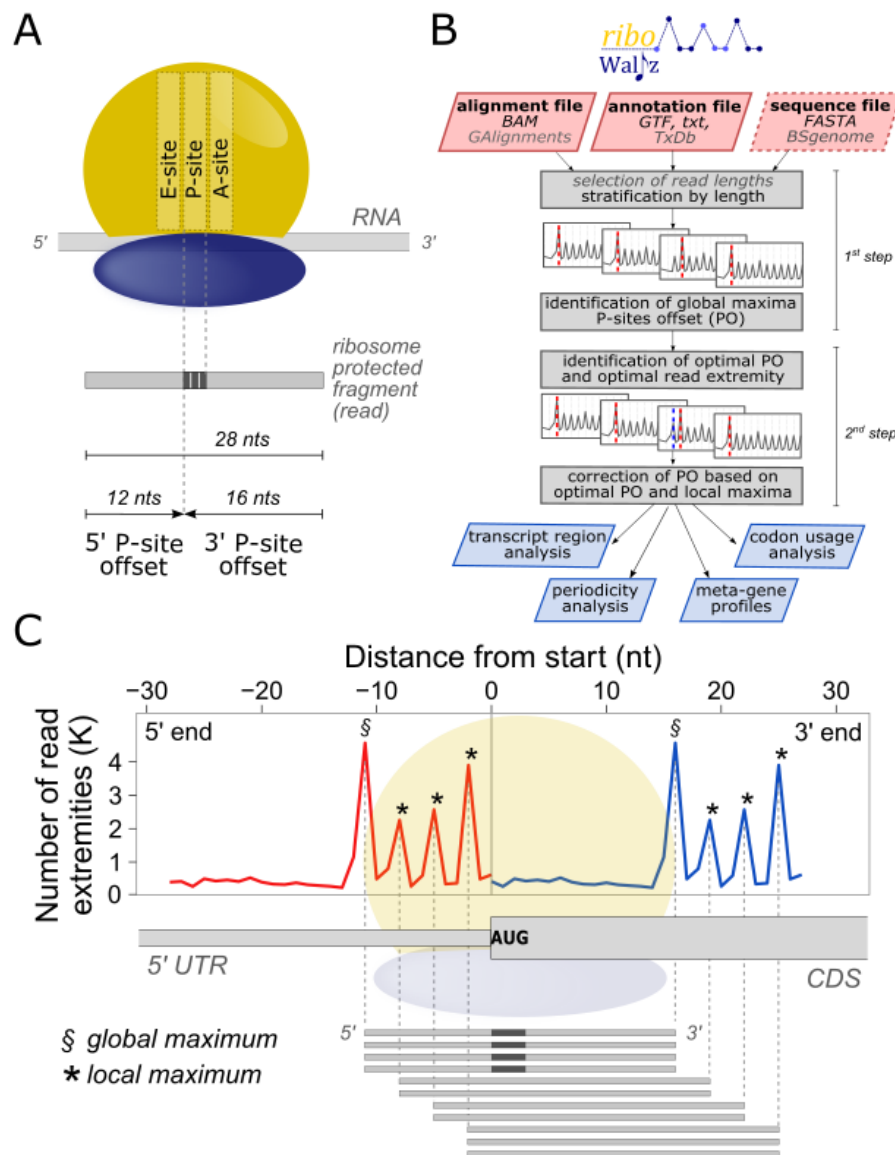 A
E-site
P-site
A-site
RNA
5'
3'
ribosome
protected
fragment
(read)
28 nts
12 nts
16 nts
5' P-site
offset
3' P-site
offset
B
ribo
Waltz
alignment file
BAM
GAlignments
annotation file
GTF, txt,
TxDb
sequence file
FASTA
BSgenome
selection of read lengths
stratification by length
identification of global maxima
P-sites offset (PO)
1st step
identification of optimal PO
and optimal read extremity
correction of PO based on
optimal PO and local maxima
2nd step
transcript region
analysis
codon usage
analysis
periodicity
analysis
meta-gene
profiles
C
Distance from start (nt)
−30 −20 −10 0 10 20 30
Number of read
extremities (K)
4
3
2
1
0
5' end
3' end
§ * * * § * * *
AUG
5' UTR
CDS
5'
3'
§ global maximum
* local maximum